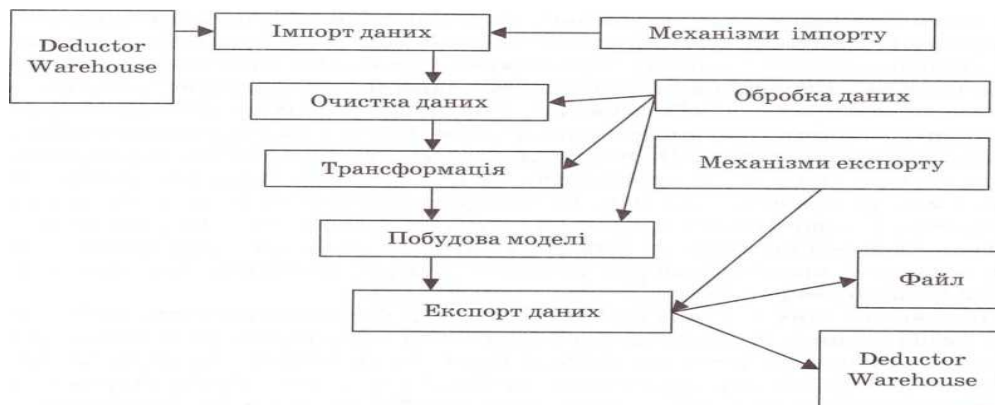 Deductor
Warehouse
Імпорт даних
Механізми імпорту
Очистка даних
Обробка даних
Трансформація
Механізми експорту
Побудова моделі
Експорт даних
Файл
Deductor
Warehouse